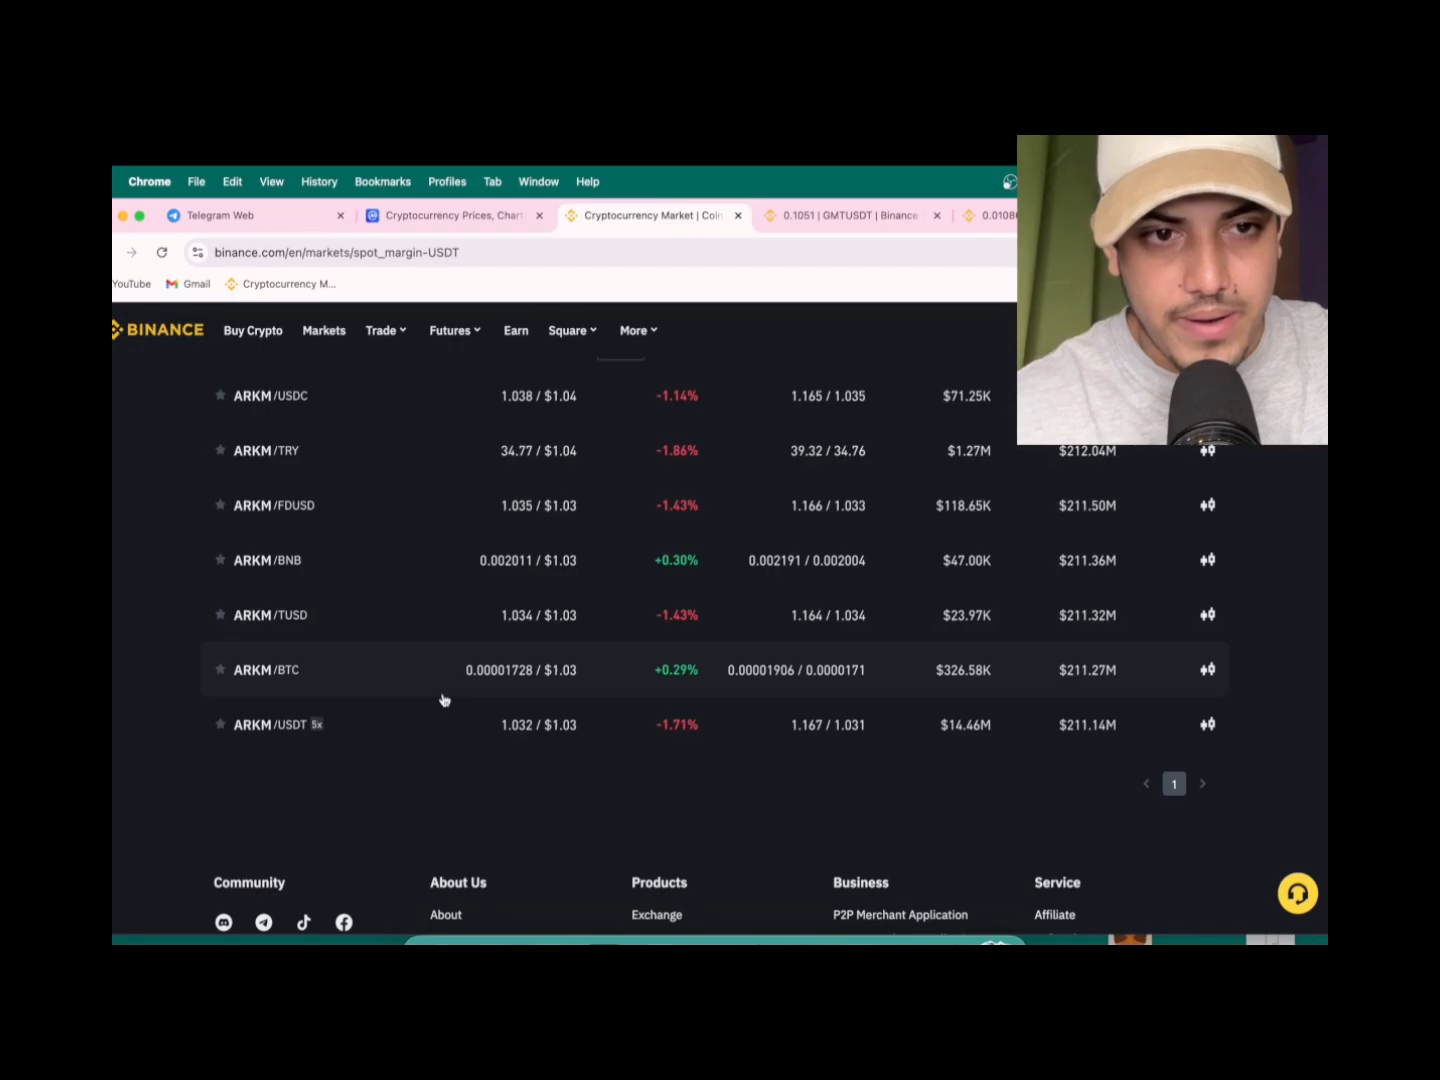 Chrome File Edit View History Bookmarks Profiles Tab Window Help
Telegram Web Cryptocurrency Prices, Chart Cryptocurrency Market | Coin 0.1051 | GMTUSDT | Binance
binance.com/en/markets/spot_margin-USDT
YouTube Gmail Cryptocurrency M...
BINANCE Buy Crypto Markets Trade Futures Earn Square More
ARKM/USDC 1.038 / $1.04 -1.14% 1.165 / 1.035 $71.25K
ARKM/TRY 34.77 / $1.04 -1.86% 39.32 / 34.76 $1.27M $212.04M
ARKM/FDUSD 1.035 / $1.03 -1.43% 1.166 / 1.033 $118.65K $211.50M
ARKM/BNB 0.002011 / $1.03 +0.30% 0.002191 / 0.002004 $47.00K $211.36M
ARKM/TUSD 1.034 / $1.03 -1.43% 1.164 / 1.034 $23.97K $211.32M
ARKM/BTC 0.00001728 / $1.03 +0.29% 0.00001906 / 0.0000171 $326.58K $211.27M
ARKM/USDT 5x 1.032 / $1.03 -1.71% 1.167 / 1.031 $14.46M $211.14M
1
Community About Us Products Business Service
About Exchange P2P Merchant Application Affiliate